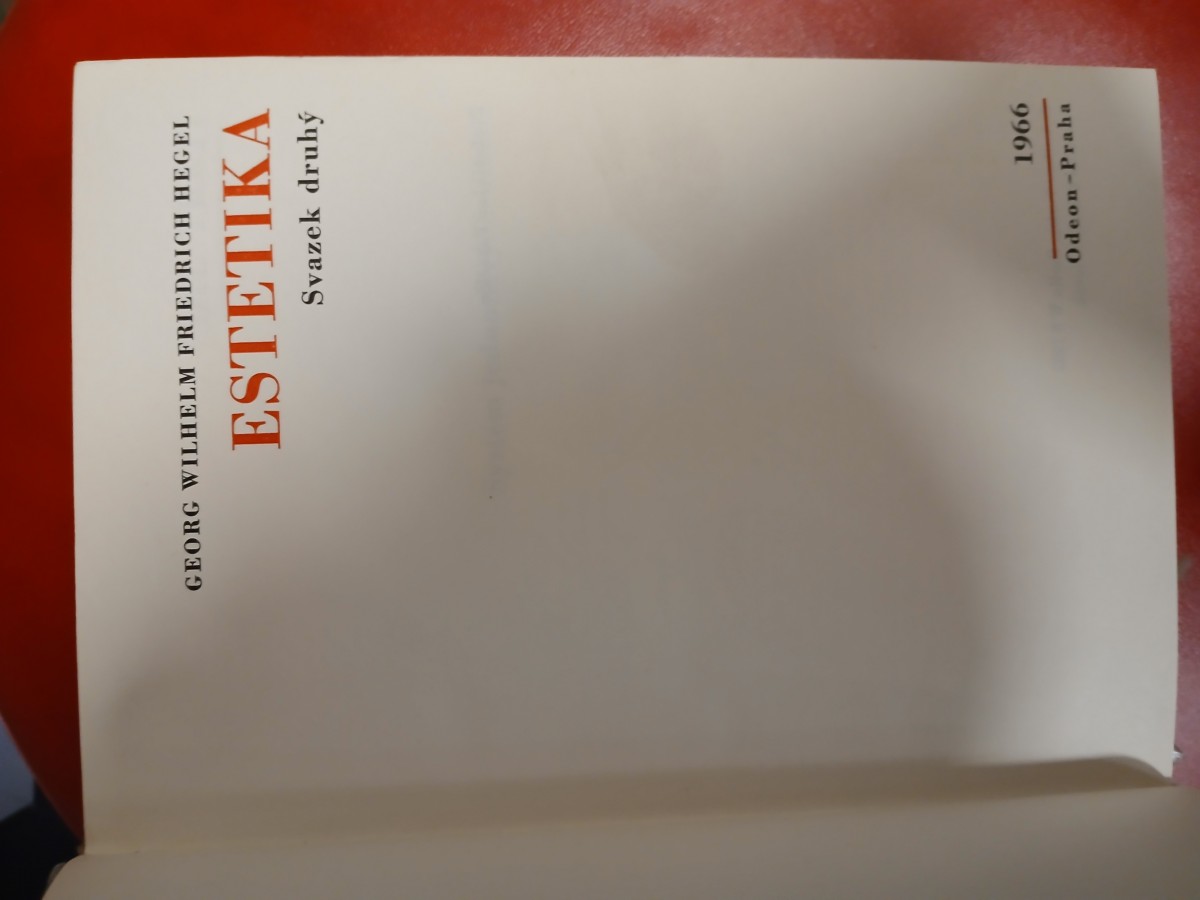 GEORG WILHELM FRIEDRICH HEGEL
ESTETIKA
Svazek druhý
1966
Odeon–Praha